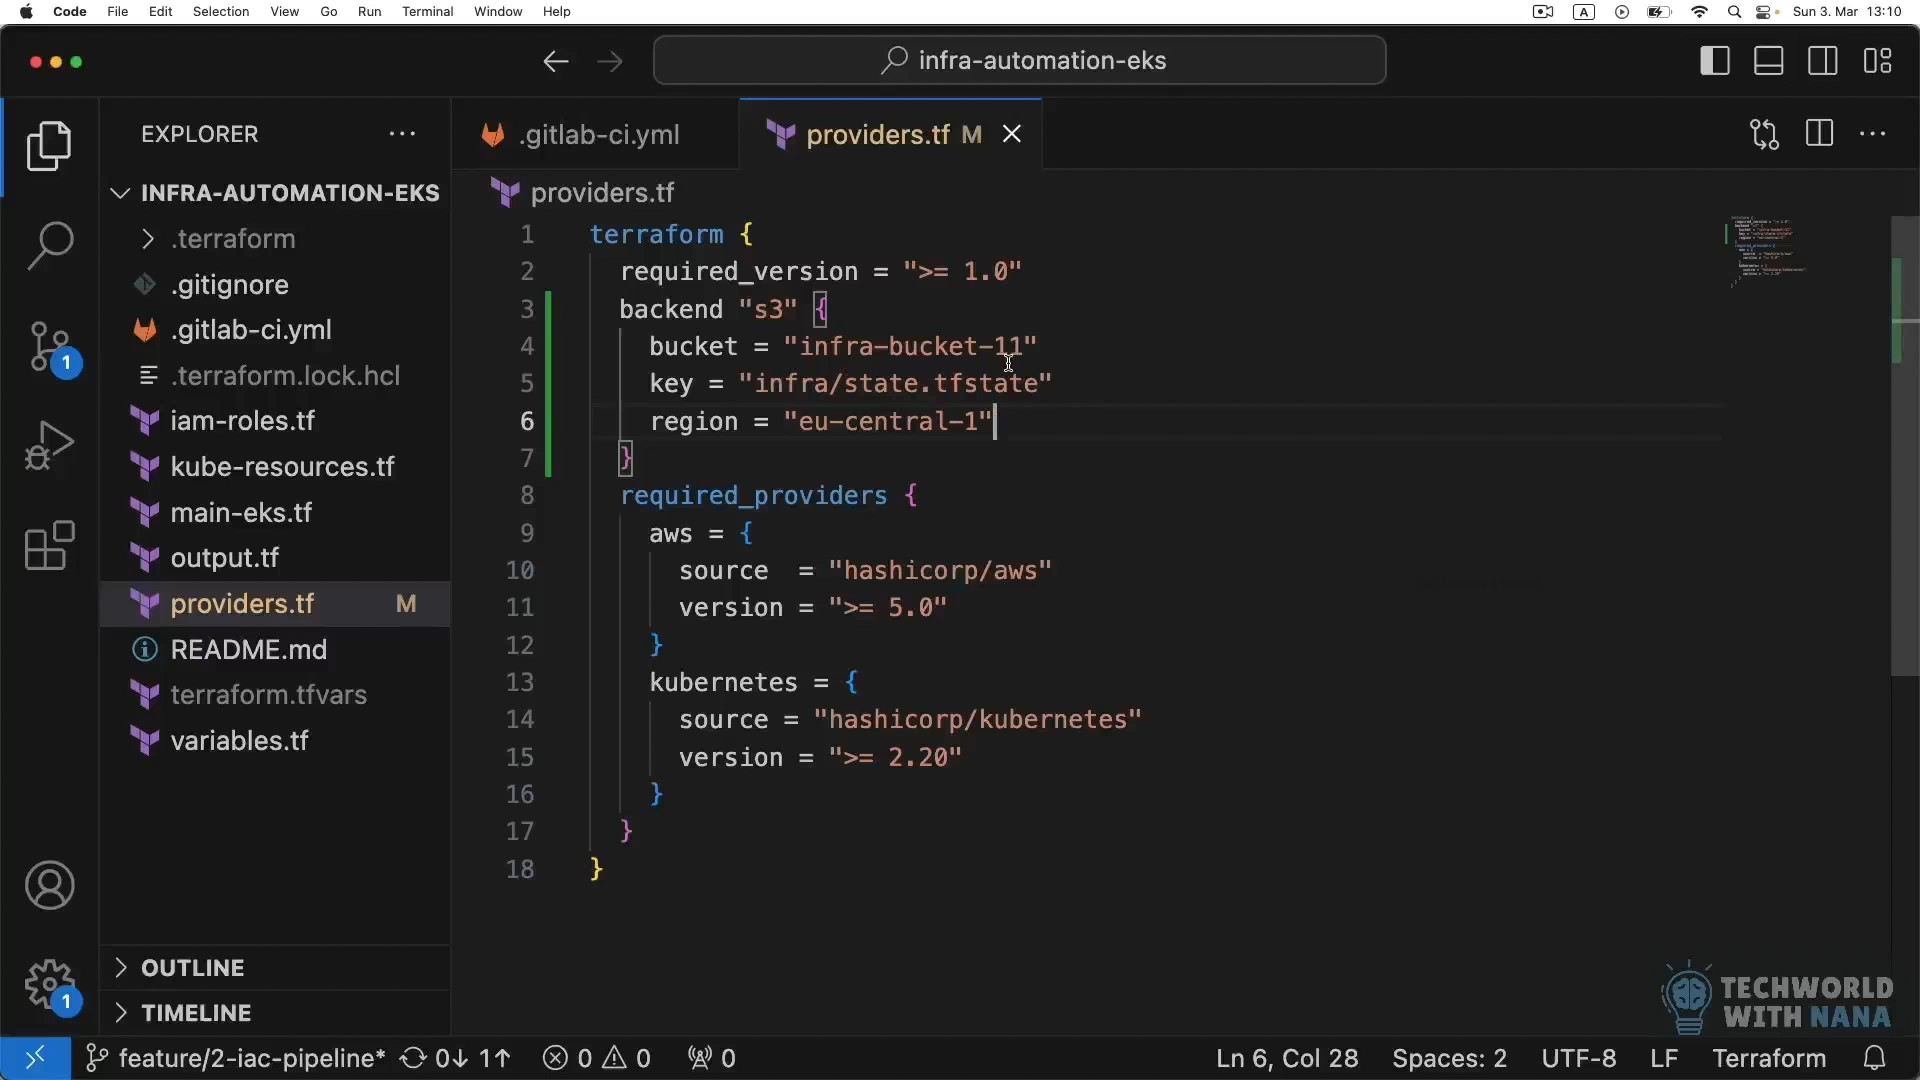 Code File Edit Selection View Go Run Terminal Window Help A Sun 3. Mar 13:10
infra-automation-eks
EXPLORER
.gitlab-ci.yml
providers.tf M
INFRA-AUTOMATION-EKS
.terraform
.gitignore
.gitlab-ci.yml
.terraform.lock.hcl
iam-roles.tf
kube-resources.tf
main-eks.tf
output.tf
providers.tf M
README.md
terraform.tfvars
variables.tf
OUTLINE
TIMELINE
1
1
providers.tf
1 terraform {
2 required_version = ">= 1.0"
3 backend "s3" {
4 bucket = "infra-bucket-11"
5 key = "infra/state.tfstate"
6 region = "eu-central-1"
7 }
8 required_providers {
9 aws = {
10 source  = "hashicorp/aws"
11 version = ">= 5.0"
12 }
13 kubernetes = {
14 source = "hashicorp/kubernetes"
15 version = ">= 2.20"
16 }
17 }
18 }
TECHWORLD
WITH NANA
feature/2-iac-pipeline* 0↓ 1↑ 0 0 0 Ln 6, Col 28 Spaces: 2 UTF-8 LF Terraform